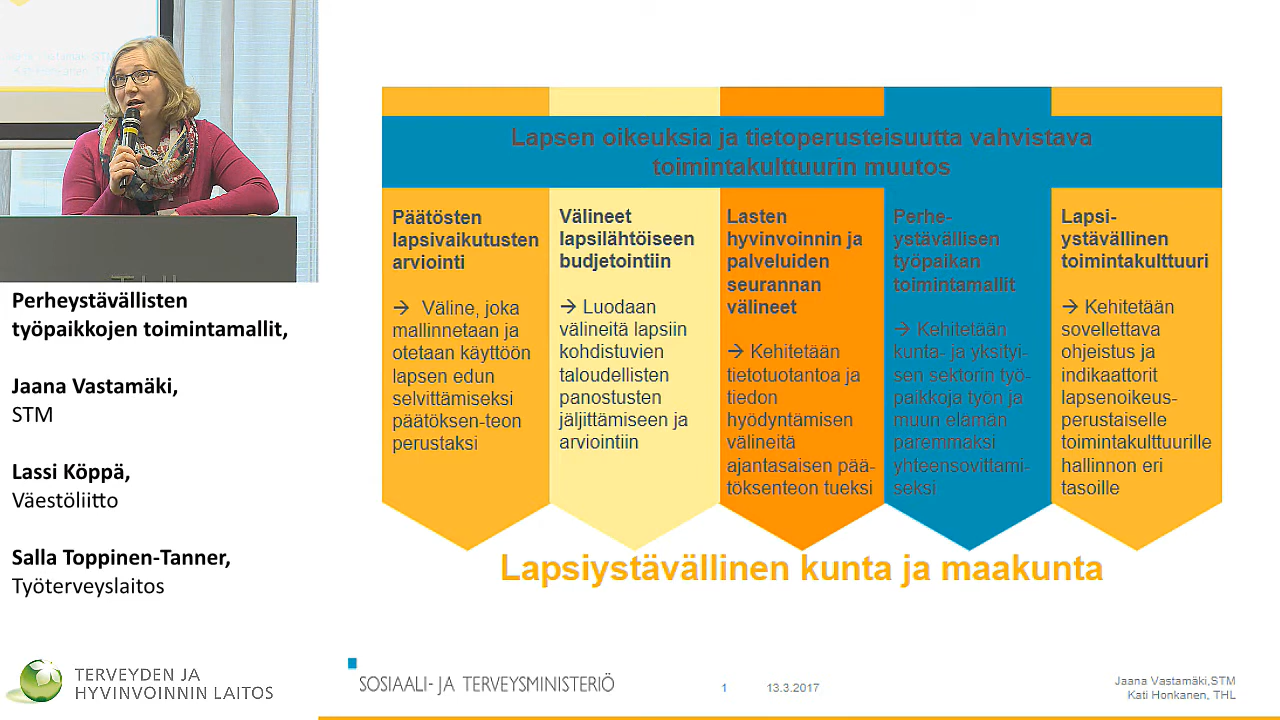 Perheystävällisten
työpaikkojen toimintamallit,
Jaana Vastamäki,
STM
Lassi Köppä,
Väestöliitto
Salla Toppinen-Tanner,
Työterveyslaitos
TERVEYDEN JA
HYVINVOINNIN LAITOS
Lapsen oikeuksia ja tietoperusteisuutta vahvistava
toimintakulttuurin muutos
Päätösten
lapsivaikutusten
arviointi
→ Väline, joka
mallinnetaan ja
otetaan käyttöön
lapsen edun
selvittämiseksi
päätöksen-teon
perustaksi
Välineet
lapsilähtöiseen
budjetointiin
→ Luodaan
välineitä lapsiin
kohdistuvien
taloudellisten
panostusten
jäljittämiseen ja
arviointiin
Lasten
hyvinvoinnin ja
palveluiden
seurannan
välineet
→ Kehitetään
tietotuotantoa ja
tiedon
hyödyntämisen
välineitä
ajantasaisen pää-
töksenteon tueksi
Perhe-
ystävällisen
työpaikan
toimintamallit
→ Kehitetään
kunta- ja yksityi-
sen sektorin työ-
paikkoja työn ja
muun elämän
paremmaksi
yhteensovittami-
seksi
Lapsi-
ystävällinen
toimintakulttuuri
→ Kehitetään
sovellettava
ohjeistus ja
indikaattorit
lapsenoikeus-
perustaiselle
toimintakulttuurille
hallinnon eri
tasoille
Lapsiystävällinen kunta ja maakunta
SOSIAALI- JA TERVEYSMINISTERIÖ
1
13.3.2017
Jaana Vastamäki,STM
Kati Honkanen, THL